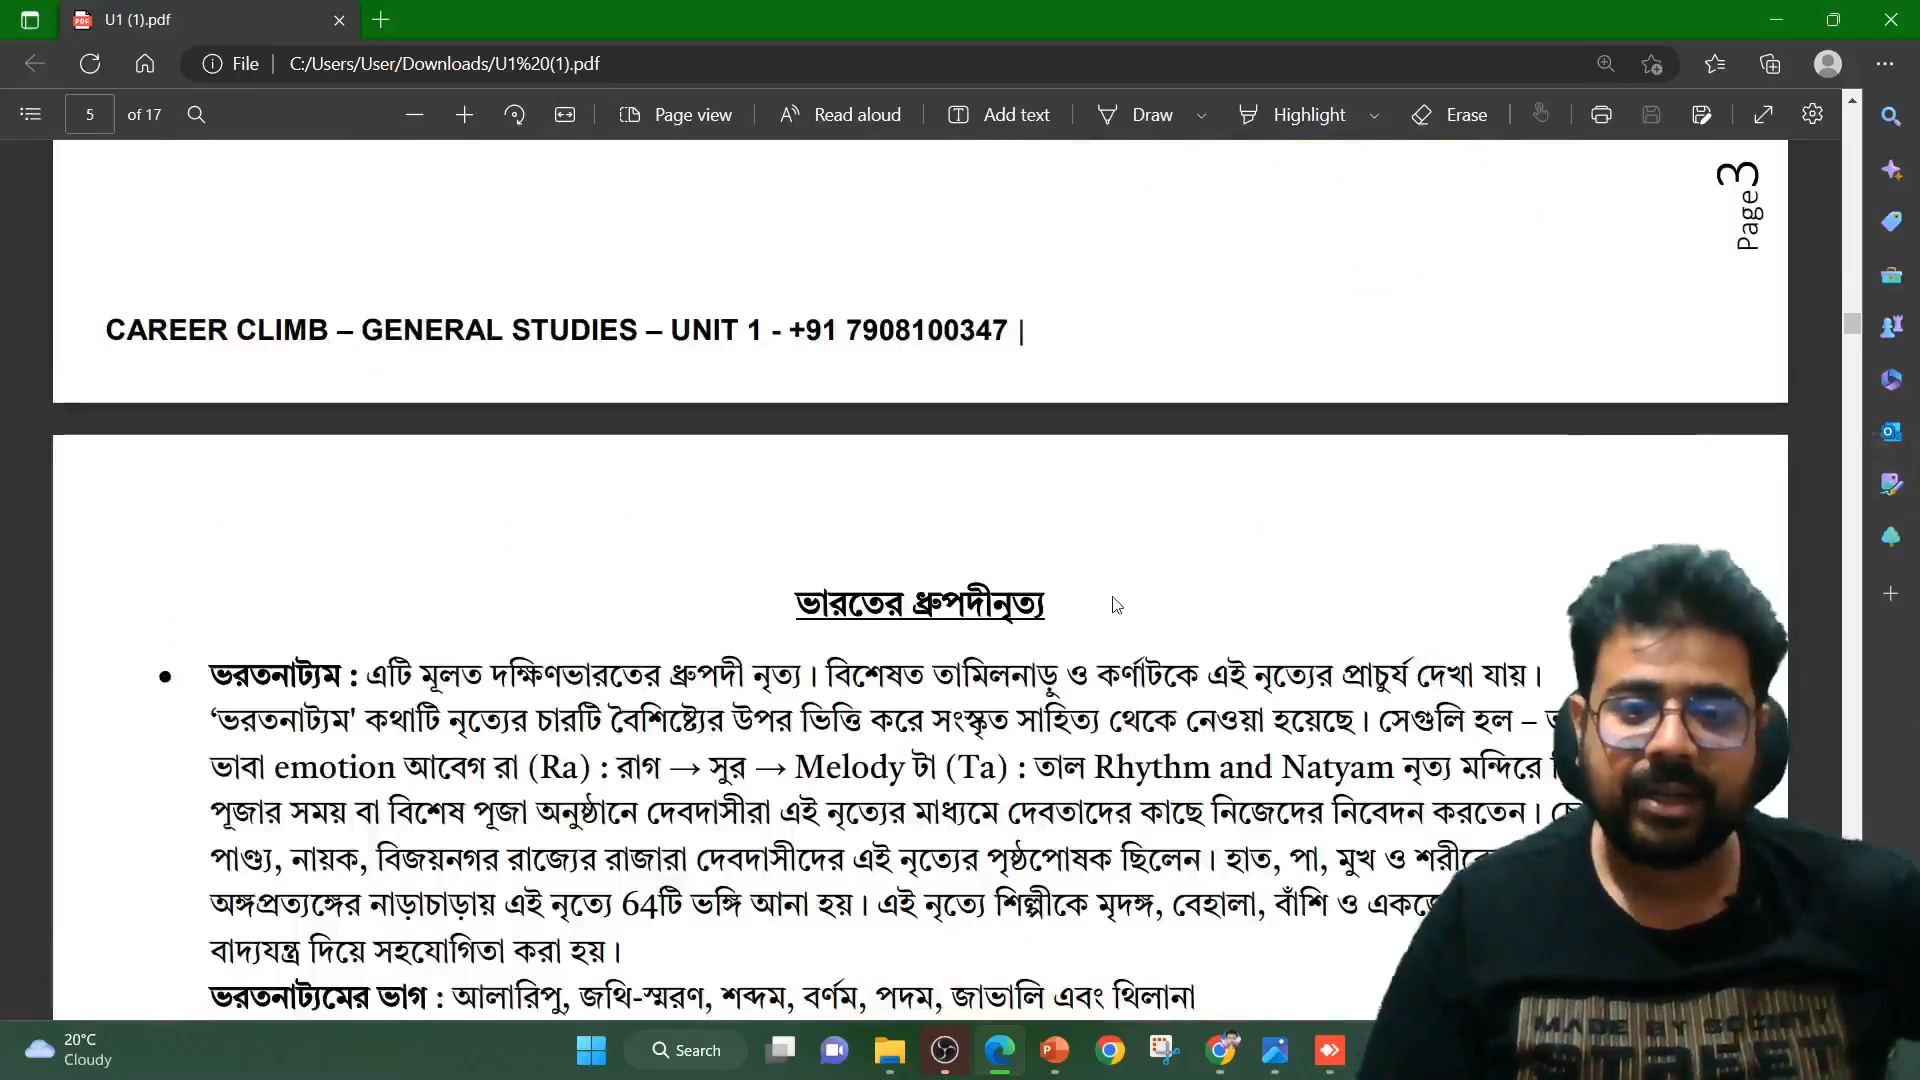 U1 (1).pdf
File
C:/Users/User/Downloads/U1%20(1).pdf
5 of 17
Page view
Read aloud
Add text
Draw
Highlight
Erase
Page 3
CAREER CLIMB – GENERAL STUDIES – UNIT 1 - +91 7908100347 |
ভারতের ধ্রুপদীনৃত্য
• ভরতনাট্যম : এটি মূলত দক্ষিণভারতের ধ্রুপদী নৃত্য। বিশেষত তামিলনাড়ু ও কর্ণাটকে এই নৃত্যের প্রাচুর্য দেখা যায়।
‘ভরতনাট্যম' কথাটি নৃত্যের চারটি বৈশিষ্ট্যের উপর ভিত্তি করে সংস্কৃত সাহিত্য থেকে নেওয়া হয়েছে। সেগুলি হল –
ভাবা emotion আবেগ রা (Ra) : রাগ → সুর → Melody টা (Ta) : তাল Rhythm and Natyam নৃত্য মন্দিরে
পূজার সময় বা বিশেষ পূজা অনুষ্ঠানে দেবদাসীরা এই নৃত্যের মাধ্যমে দেবতাদের কাছে নিজেদের নিবেদন করতেন।
পাণ্ড্য, নায়ক, বিজয়নগর রাজ্যের রাজারা দেবদাসীদের এই নৃত্যের পৃষ্ঠপোষক ছিলেন। হাত, পা, মুখ ও
অঙ্গপ্রত্যঙ্গের নাড়াচাড়ায় এই নৃত্যে 64টি ভঙ্গি আনা হয়। এই নৃত্যে শিল্পীকে মৃদঙ্গ, বেহালা, বাঁশি ও
বাদ্যযন্ত্র দিয়ে সহযোগিতা করা হয়।
ভরতনাট্যমের ভাগ : আলারিপু, জথি-স্মরণ, শব্দম, বর্ণম, পদম, জাভালি এবং থিলানা
MADE BY SOCIETY
STREET
20°C
Cloudy
Search